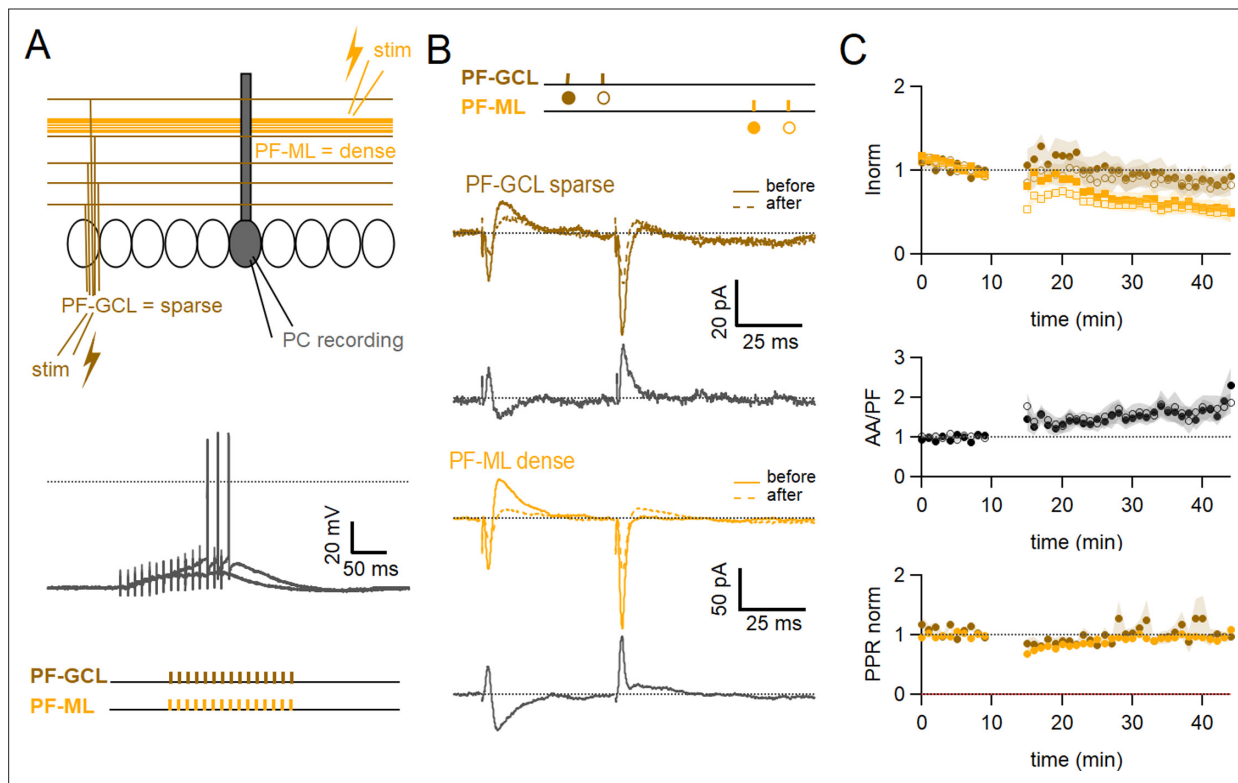 A
stim
PF-ML = dense
PF-GCL = sparse
stim
PC recording
20 mV
50 ms
PF-GCL
PF-ML
B
PF-GCL
PF-ML
PF-GCL sparse
before
after
20 pA
25 ms
PF-ML dense
before
after
50 pA
25 ms
C
2
1
0
Inorm
0 10 20 30 40
time (min)
3
2
1
0
AA/PF
0 10 20 30 40
time (min)
2
1
0
PPR norm
0 10 20 30 40
time (min)